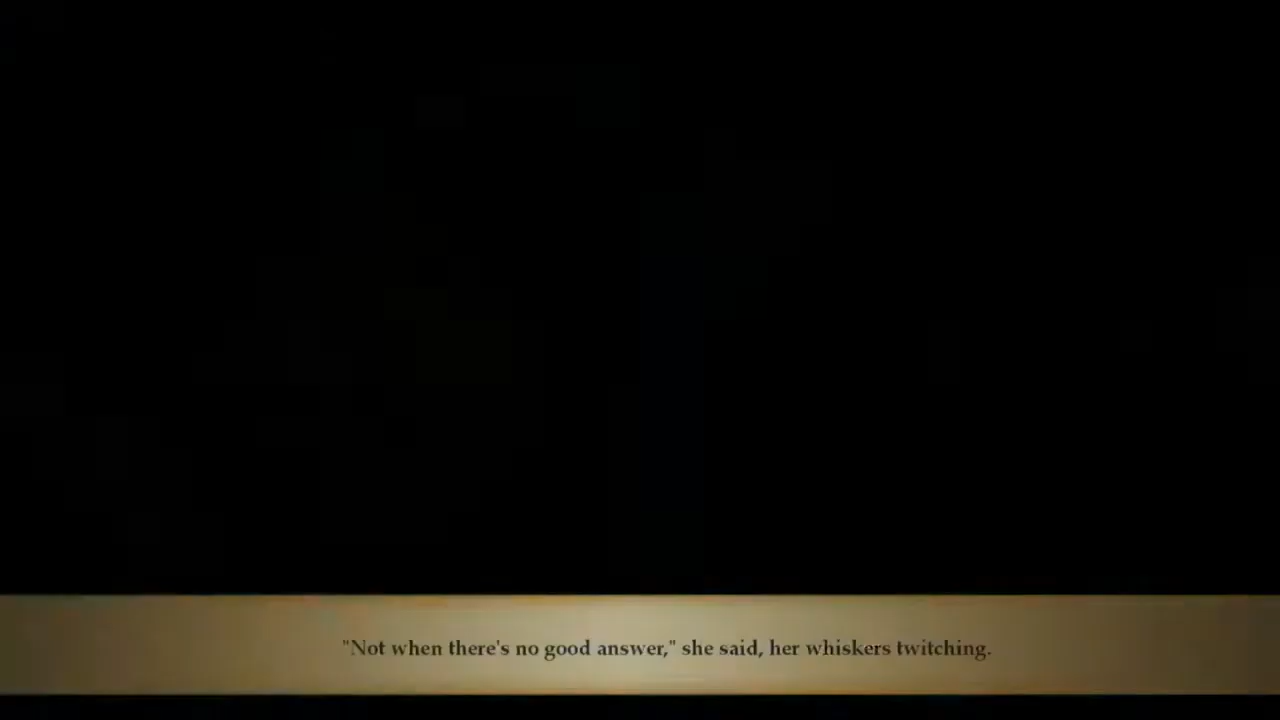 "Not when there's no good answer," she said, her whiskers twitching.